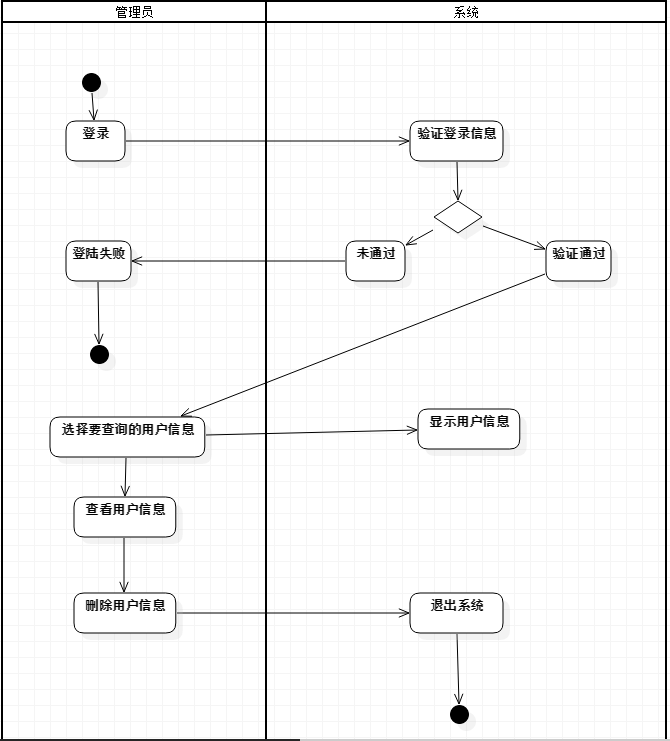 管理员
系统
登录
验证登录信息
登陆失败
未通过
验证通过
选择要查询的用户信息
显示用户信息
查看用户信息
删除用户信息
退出系统